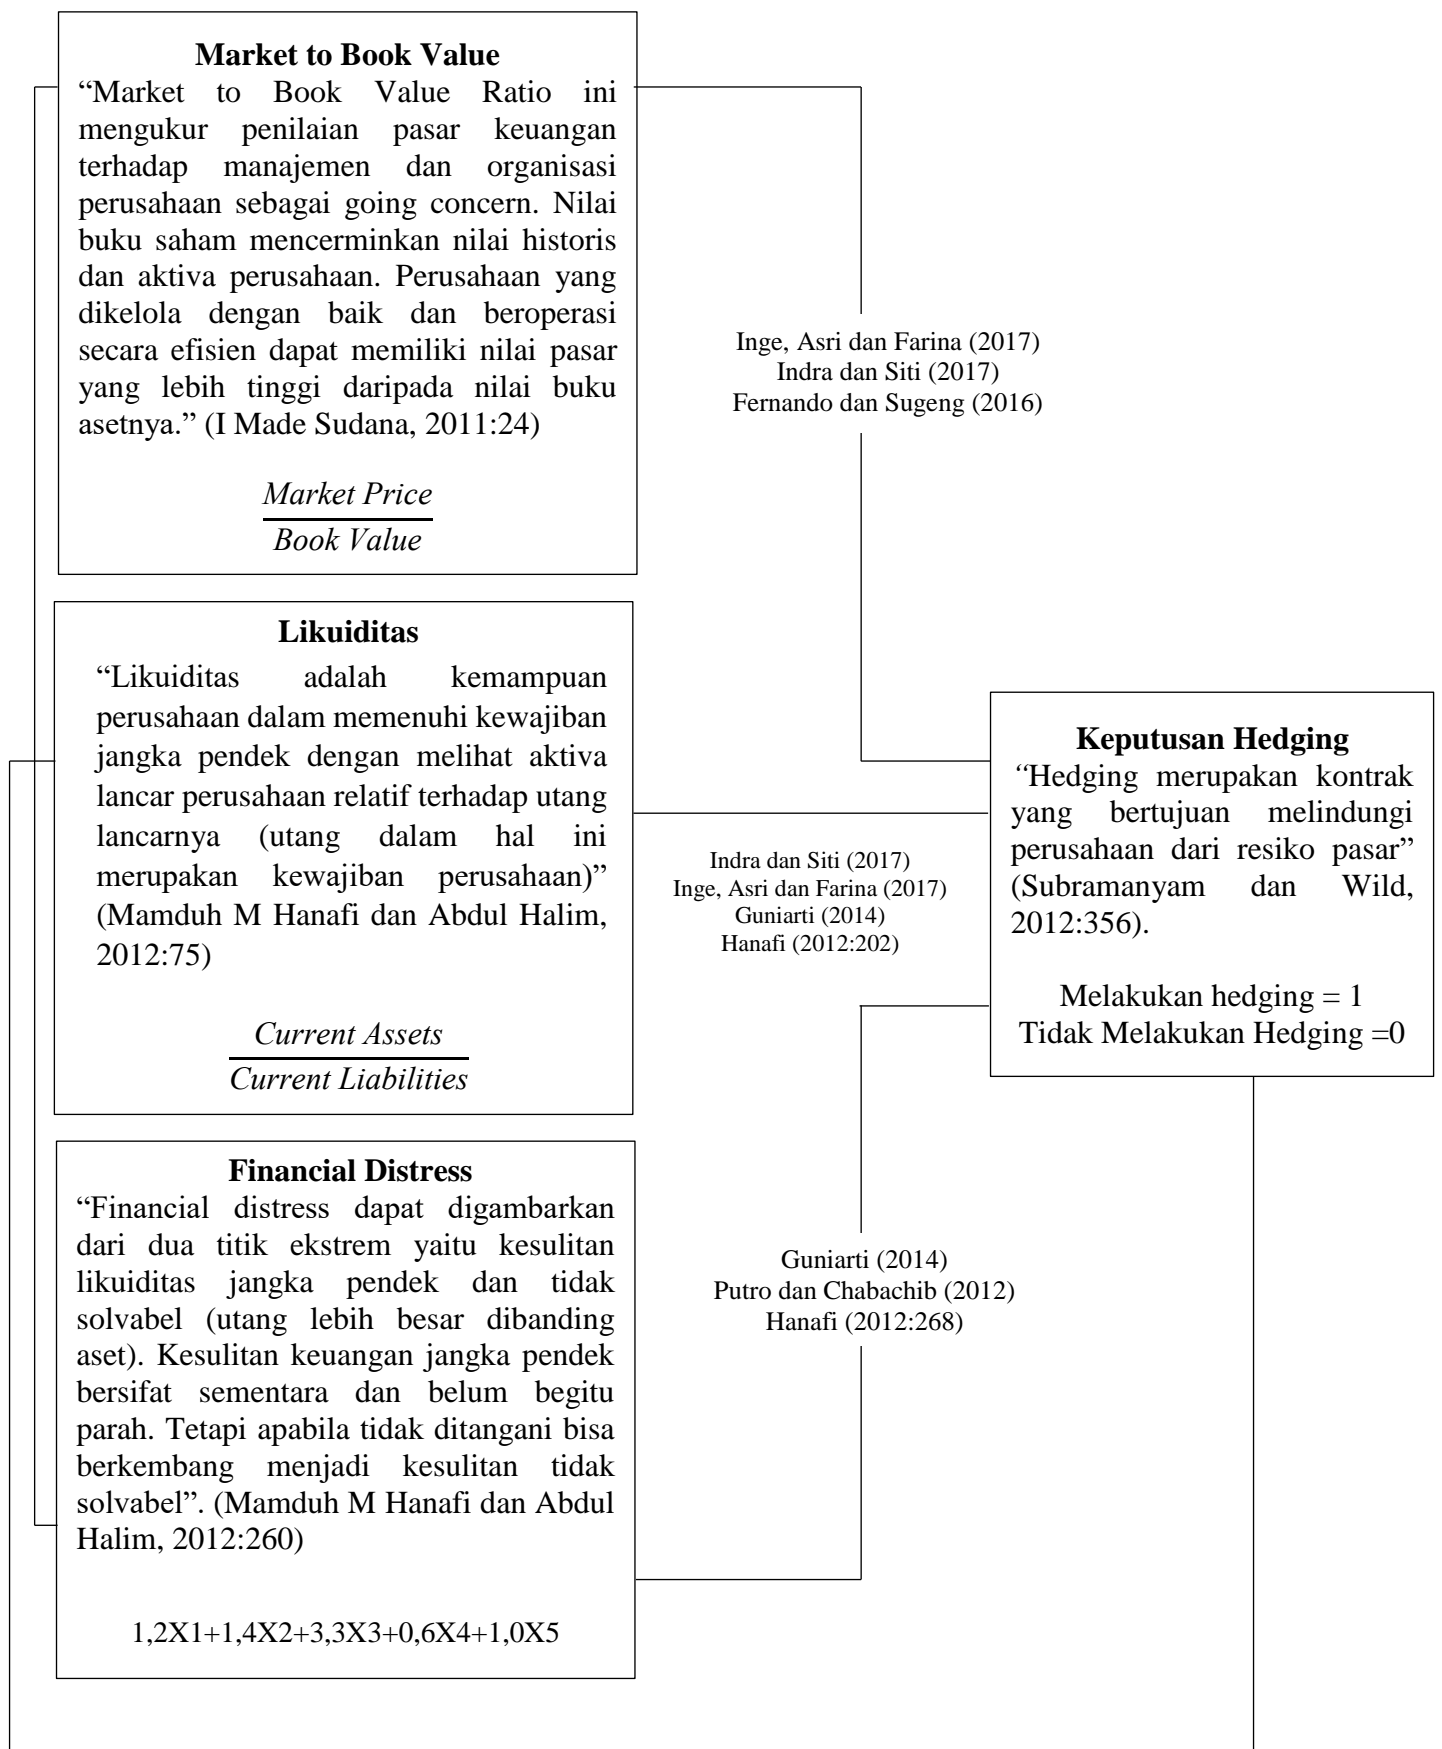 Market to Book Value
“Market to Book Value Ratio ini
mengukur penilaian pasar keuangan
terhadap manajemen dan organisasi
perusahaan sebagai going concern. Nilai
buku saham mencerminkan nilai historis
dan aktiva perusahaan. Perusahaan yang
dikelola dengan baik dan beroperasi
secara efisien dapat memiliki nilai pasar
yang lebih tinggi daripada nilai buku
asetnya.” (I Made Sudana, 2011:24)
Market Price
Book Value
Inge, Asri dan Farina (2017)
Indra dan Siti (2017)
Fernando dan Sugeng (2016)
Likuiditas
“Likuiditas adalah kemampuan
perusahaan dalam memenuhi kewajiban
jangka pendek dengan melihat aktiva
lancar perusahaan relatif terhadap utang
lancarnya (utang dalam hal ini
merupakan kewajiban perusahaan)”
(Mamduh M Hanafi dan Abdul Halim,
2012:75)
Current Assets
Current Liabilities
Indra dan Siti (2017)
Inge, Asri dan Farina (2017)
Guniarti (2014)
Hanafi (2012:202)
Keputusan Hedging
“Hedging merupakan kontrak
yang bertujuan melindungi
perusahaan dari resiko pasar”
(Subramanyam dan Wild,
2012:356).
Melakukan hedging = 1
Tidak Melakukan Hedging =0
Financial Distress
“Financial distress dapat digambarkan
dari dua titik ekstrem yaitu kesulitan
likuiditas jangka pendek dan tidak
solvabel (utang lebih besar dibanding
aset). Kesulitan keuangan jangka pendek
bersifat sementara dan belum begitu
parah. Tetapi apabila tidak ditangani bisa
berkembang menjadi kesulitan tidak
solvabel”. (Mamduh M Hanafi dan Abdul
Halim, 2012:260)
1,2X1+1,4X2+3,3X3+0,6X4+1,0X5
Guniarti (2014)
Putro dan Chabachib (2012)
Hanafi (2012:268)